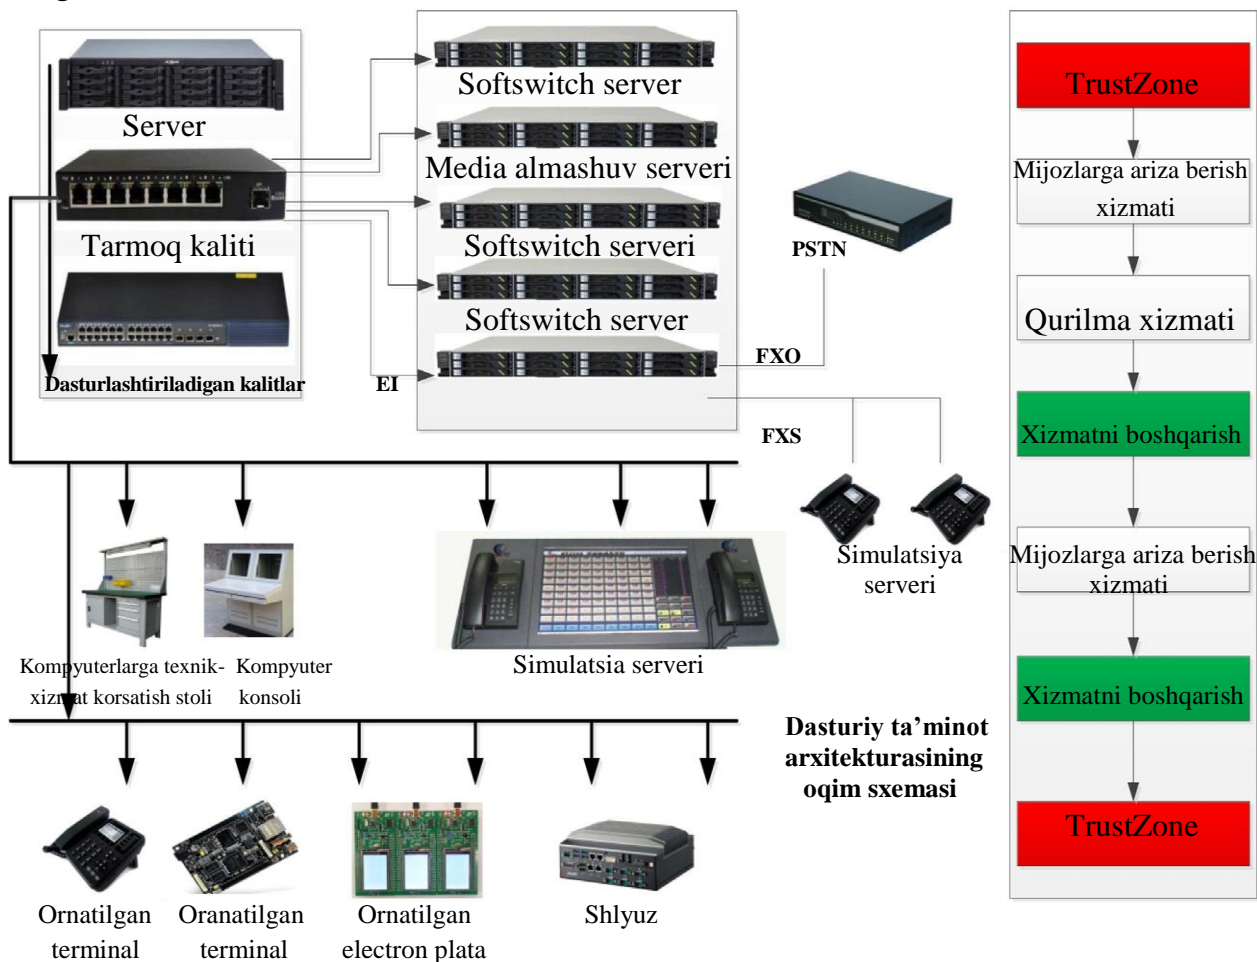 Server
Tarmoq kaliti
Dasturlashtiriladigan kalitlar
Softswitch server
Media almashuv serveri
Softswitch serveri
Softswitch server
EI
FXO
FXS
PSTN
Simulatsiya
serveri
Kompyuterlarga texnik-
xizmat korsatish stoli
Kompyuter
konsoli
Simulatsia serveri
Ornatilgan
terminal
Oranatilgan
terminal
Ornatilgan
electron plata
Shlyuz
Dasturiy ta’minot
arxitekturasining
oqim sxemasi
TrustZone
Mijozlarga ariza berish
xizmati
Qurilma xizmati
Xizmatni boshqarish
Mijozlarga ariza berish
xizmati
Xizmatni boshqarish
TrustZone